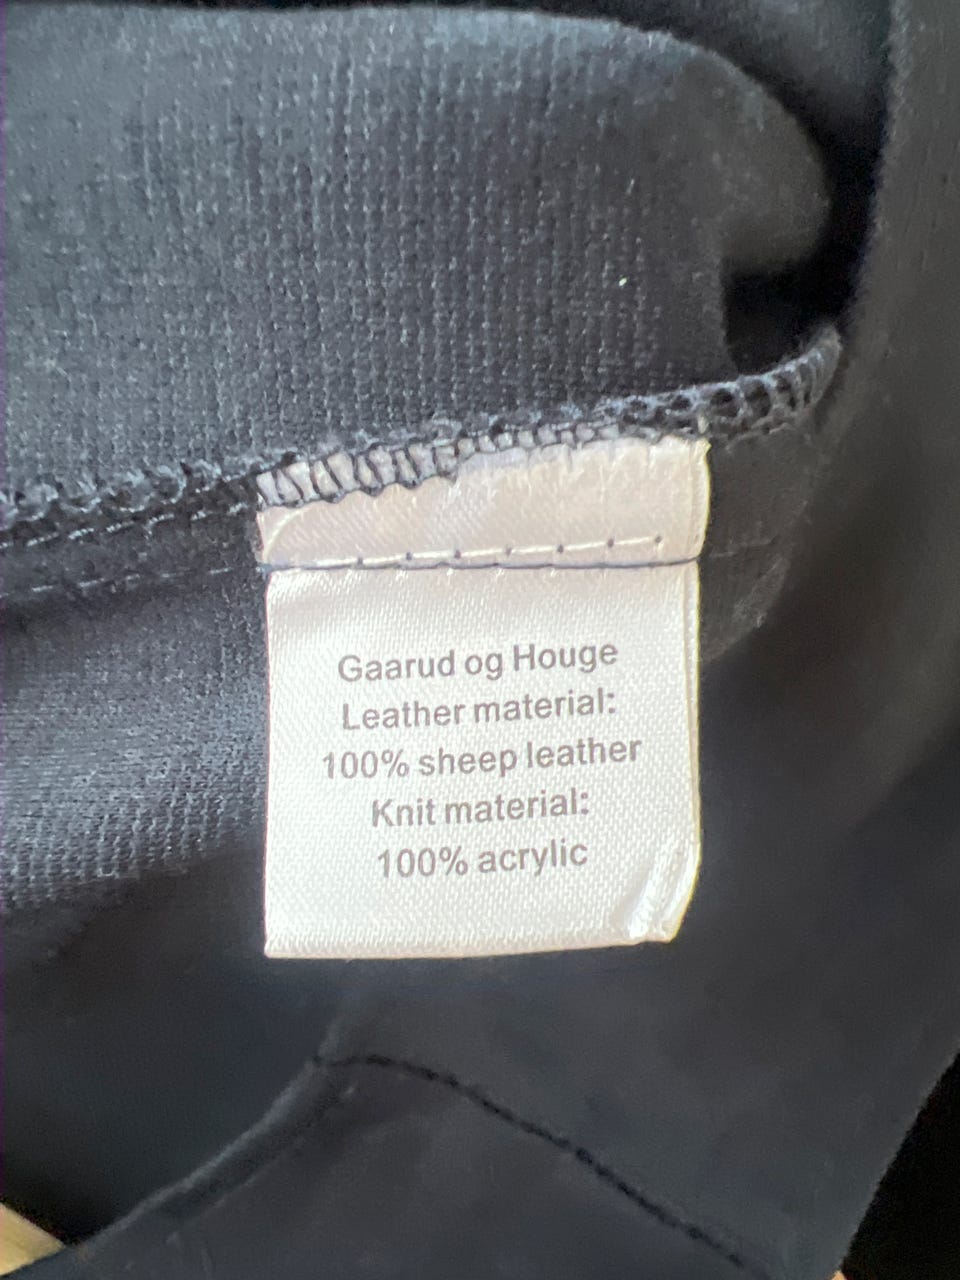 Gaarud og Houge
Leather material:
100% sheep leather
Knit material:
100% acrylic